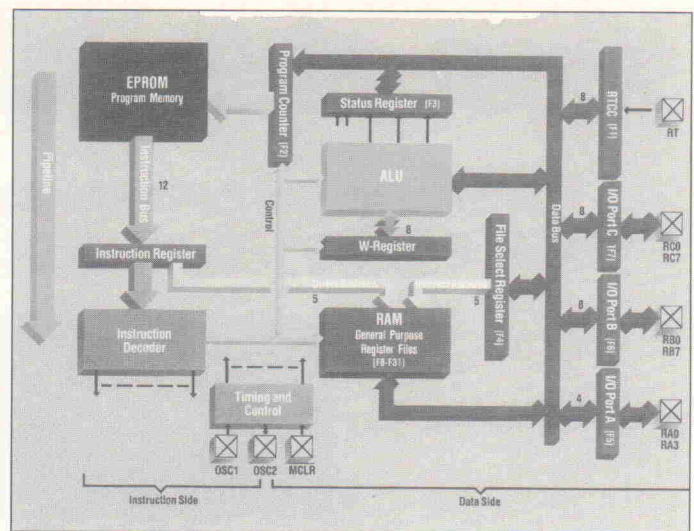 EPROM
Program Memory
Pipeline
Instruction Bus
12
Instruction Register
Instruction
Decoder
Program Counter (F2)
Control
Status Register (F3)
ALU
8
W-Register
5
5
File Select Register
(F4)
RAM
General Purpose
Register Files
(F8-F31)
Timing and
Control
OSC1
OSC2
MCLR
Data Bus
8
RTCC (F1)
RT
8
I/O Port C
(F7)
RC0
RC7
8
I/O Port B
(F6)
RB0
RB7
4
I/O Port A
(F5)
RA0
RA3
Instruction Side
Data Side